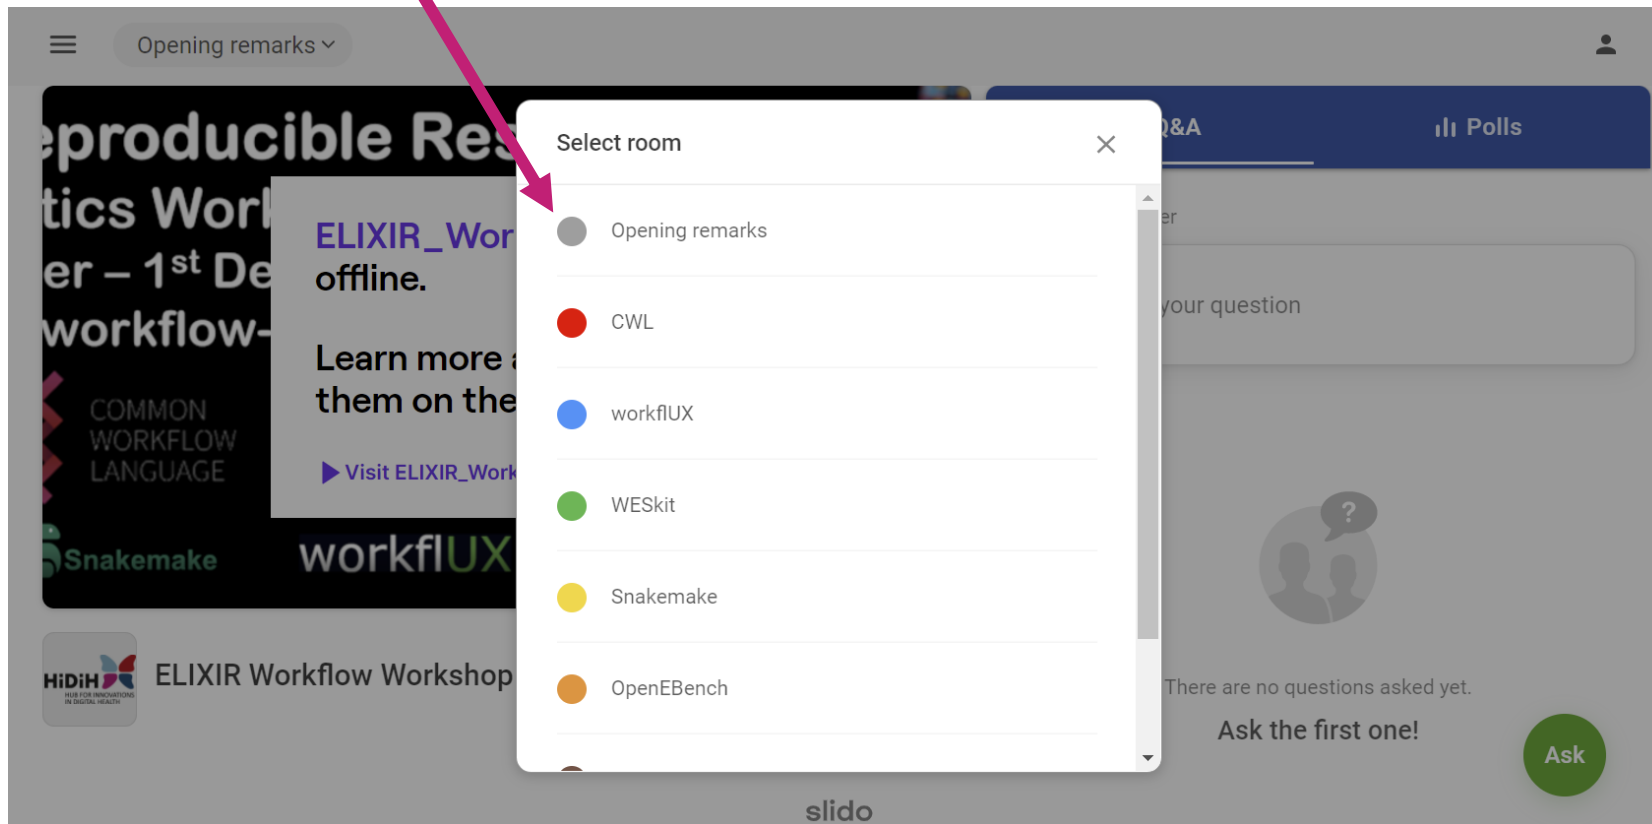 Opening remarks
eproducible Res
tics Work
er – 1st De
workflow-
ELIXIR_Wor
offline.
Learn more
them on the
Visit ELIXIR_Work
COMMON
WORKFLOW
LANGUAGE
Snakemake
workflUX
HiDiH
HUB FOR INNOVATIONS
IN DIGITAL HEALTH
ELIXIR Workflow Workshop
Select room
Opening remarks
CWL
workflUX
WESkit
Snakemake
OpenEBench
Q&A
Polls
er
your question
?
There are no questions asked yet.
Ask the first one!
Ask
slido